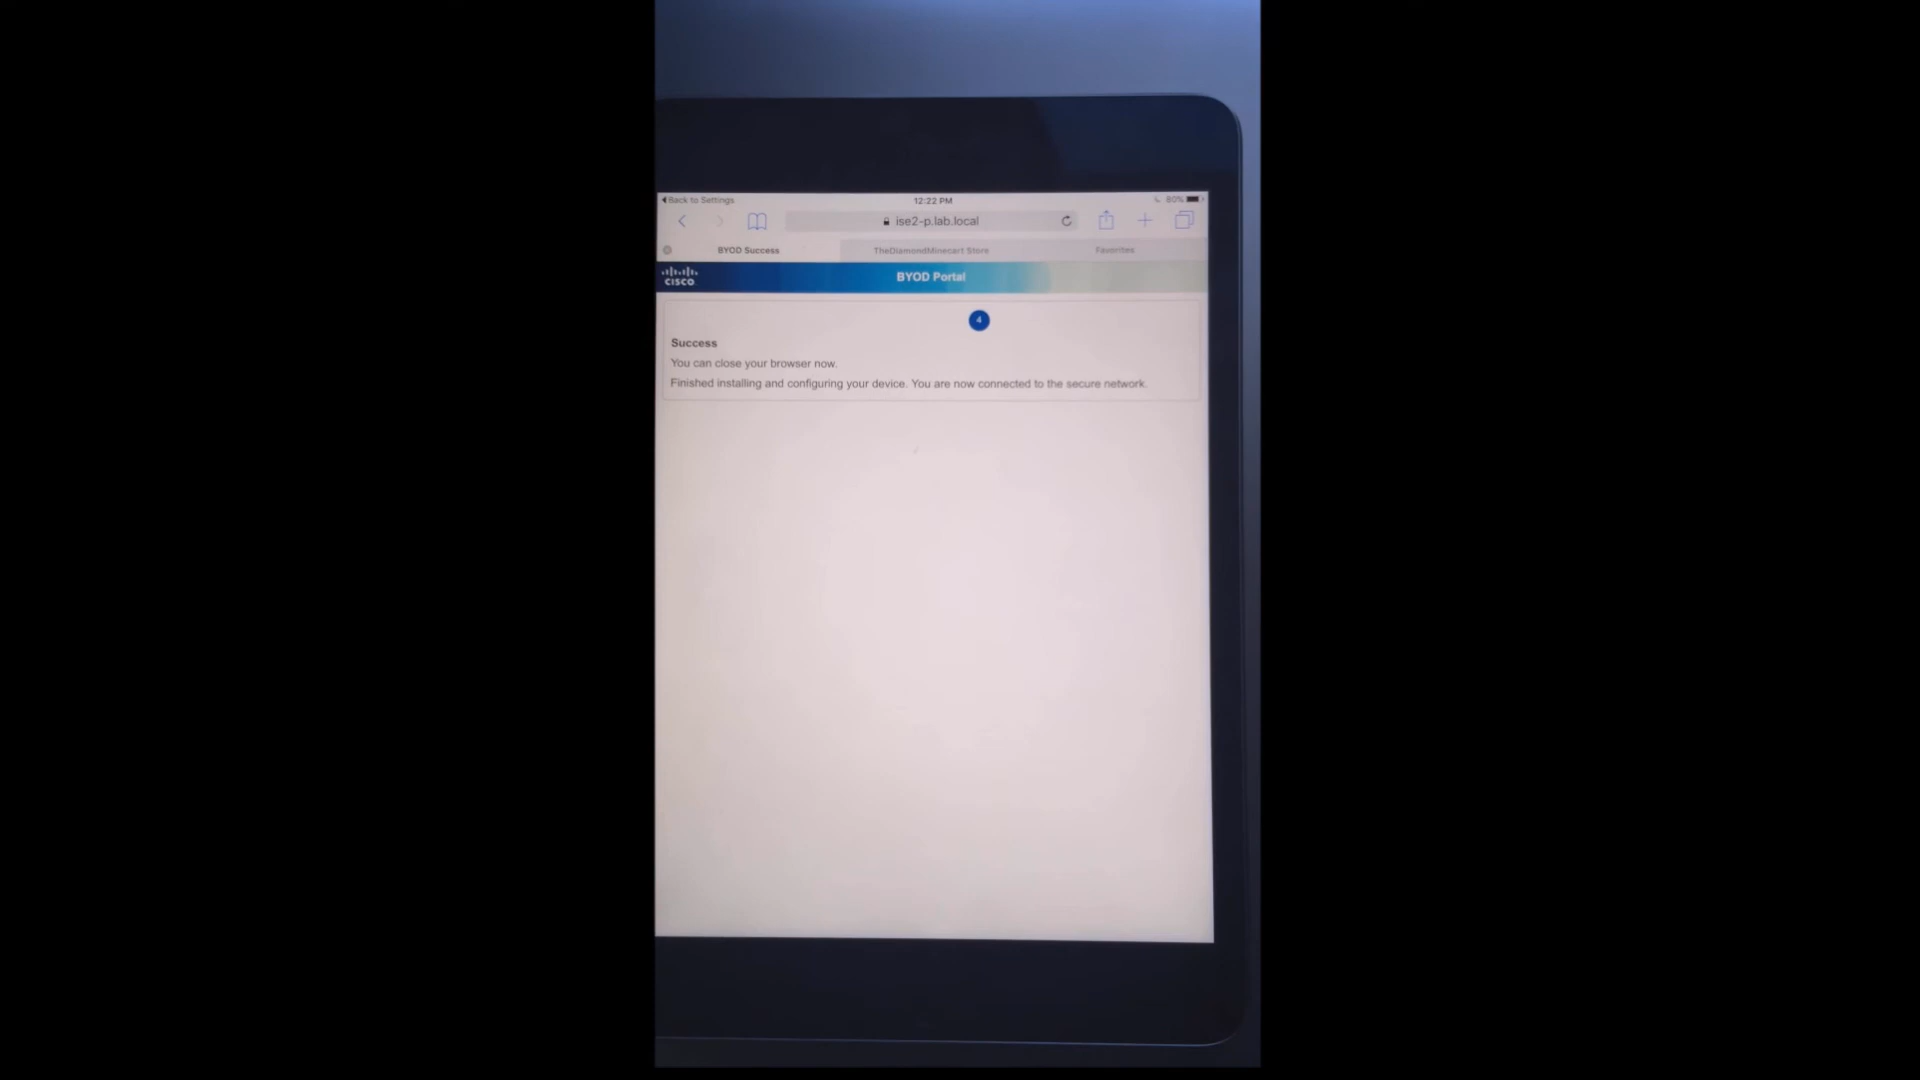 Back to Settings
12:22 PM
80%
ise2-p.lab.local
BYOD Success
TheDiamondMinecart Store
Favorites
CISCO
BYOD Portal
4
Success
You can close your browser now.
Finished installing and configuring your device. You are now connected to the secure network.